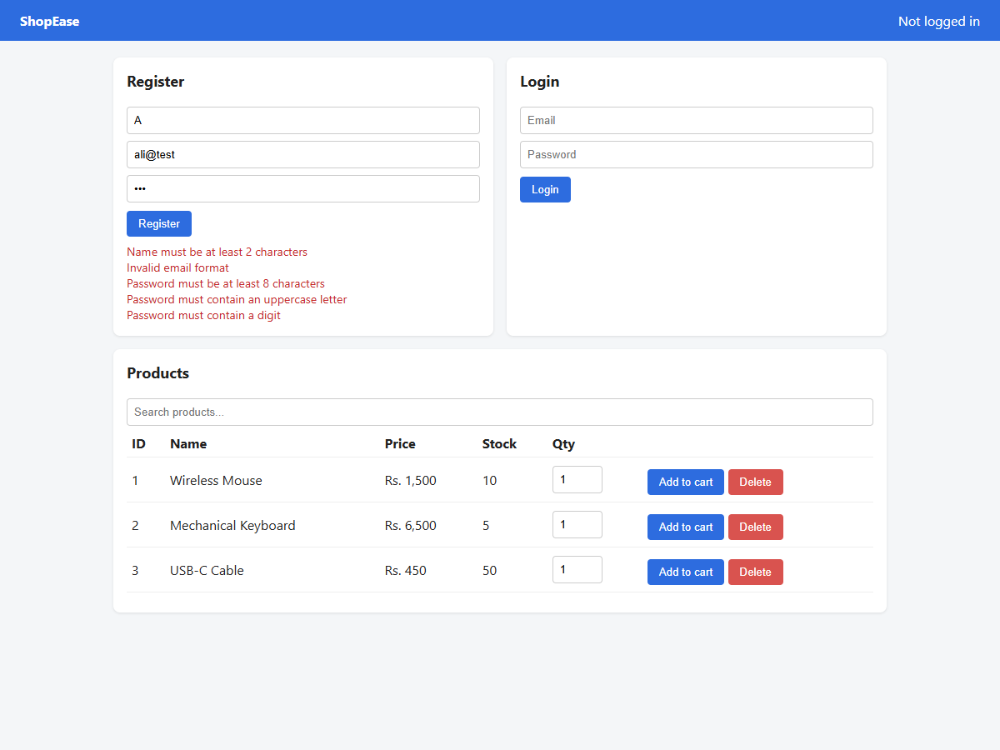 ShopEase
Not logged in
Register
A
ali@test
•••
Register
Name must be at least 2 characters
Invalid email format
Password must be at least 8 characters
Password must contain an uppercase letter
Password must contain a digit
Login
Email
Password
Login
Products
Search products...
ID Name Price Stock Qty
1 Wireless Mouse Rs. 1,500 10 1 Add to cart Delete
2 Mechanical Keyboard Rs. 6,500 5 1 Add to cart Delete
3 USB-C Cable Rs. 450 50 1 Add to cart Delete